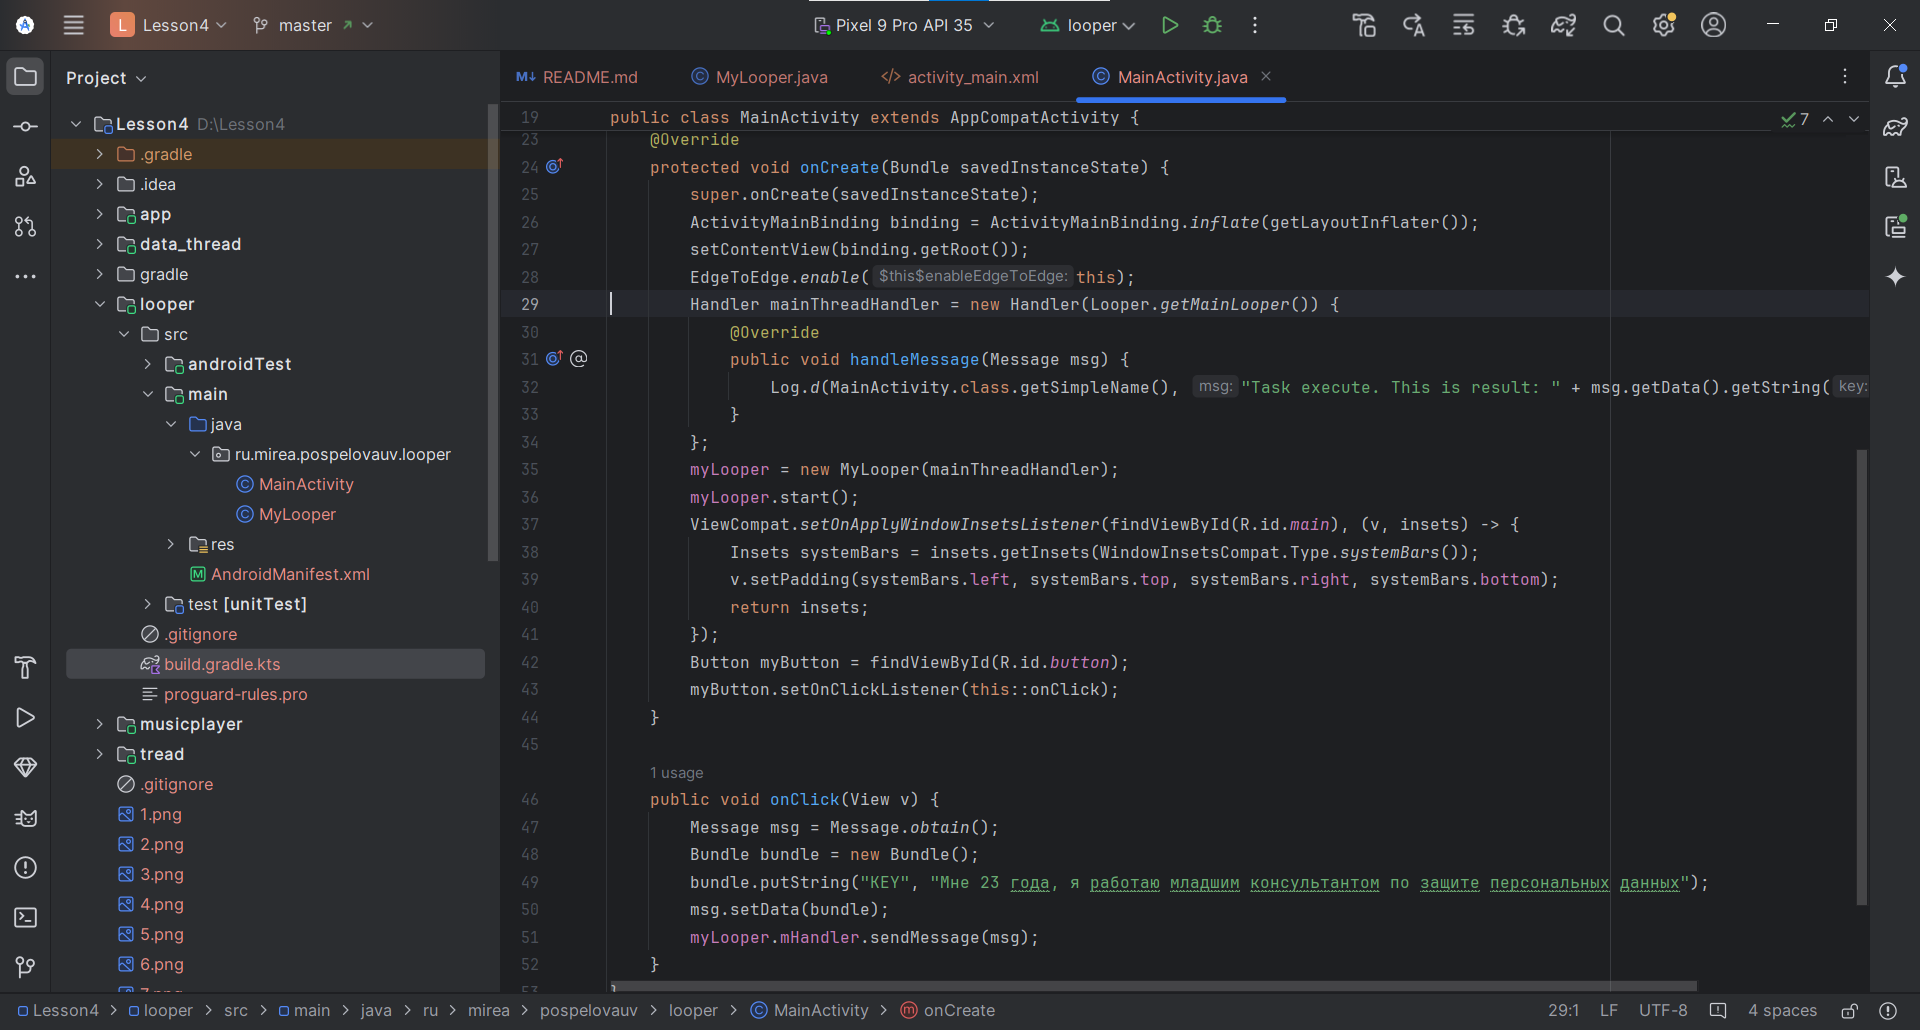 L Lesson4 master Pixel 9 Pro API 35 looper
Project
README.md MyLooper.java activity_main.xml MainActivity.java
Lesson4 D:\Lesson4
.gradle
.idea
app
data_thread
gradle
looper
src
androidTest
main
java
ru.mirea.pospelovauv.looper
MainActivity
MyLooper
res
AndroidManifest.xml
test [unitTest]
.gitignore
build.gradle.kts
proguard-rules.pro
musicplayer
tread
.gitignore
1.png
2.png
3.png
4.png
5.png
6.png
7.png
19 public class MainActivity extends AppCompatActivity {
7
23 @Override
24 protected void onCreate(Bundle savedInstanceState) {
25 super.onCreate(savedInstanceState);
26 ActivityMainBinding binding = ActivityMainBinding.inflate(getLayoutInflater());
27 setContentView(binding.getRoot());
28 EdgeToEdge.enable( $this$enableEdgeToEdge: this);
29 Handler mainThreadHandler = new Handler(Looper.getMainLooper()) {
30 @Override
31 @ public void handleMessage(Message msg) {
32 Log.d(MainActivity.class.getSimpleName(), msg: "Task execute. This is result: " + msg.getData().getString( key:
33 }
34 };
35 myLooper = new MyLooper(mainThreadHandler);
36 myLooper.start();
37 ViewCompat.setOnApplyWindowInsetsListener(findViewById(R.id.main), (v, insets) -> {
38 Insets systemBars = insets.getInsets(WindowInsetsCompat.Type.systemBars());
39 v.setPadding(systemBars.left, systemBars.top, systemBars.right, systemBars.bottom);
40 return insets;
41 });
42 Button myButton = findViewById(R.id.button);
43 myButton.setOnClickListener(this::onClick);
44 }
45
1 usage
46 public void onClick(View v) {
47 Message msg = Message.obtain();
48 Bundle bundle = new Bundle();
49 bundle.putString("KEY", "Мне 23 года, я работаю младшим консультантом по защите персональных данных");
50 msg.setData(bundle);
51 myLooper.mHandler.sendMessage(msg);
52 }
53 }
Lesson4 > looper > src > main > java > ru > mirea > pospelovauv > looper > MainActivity > onCreate
29:1 LF UTF-8 4 spaces